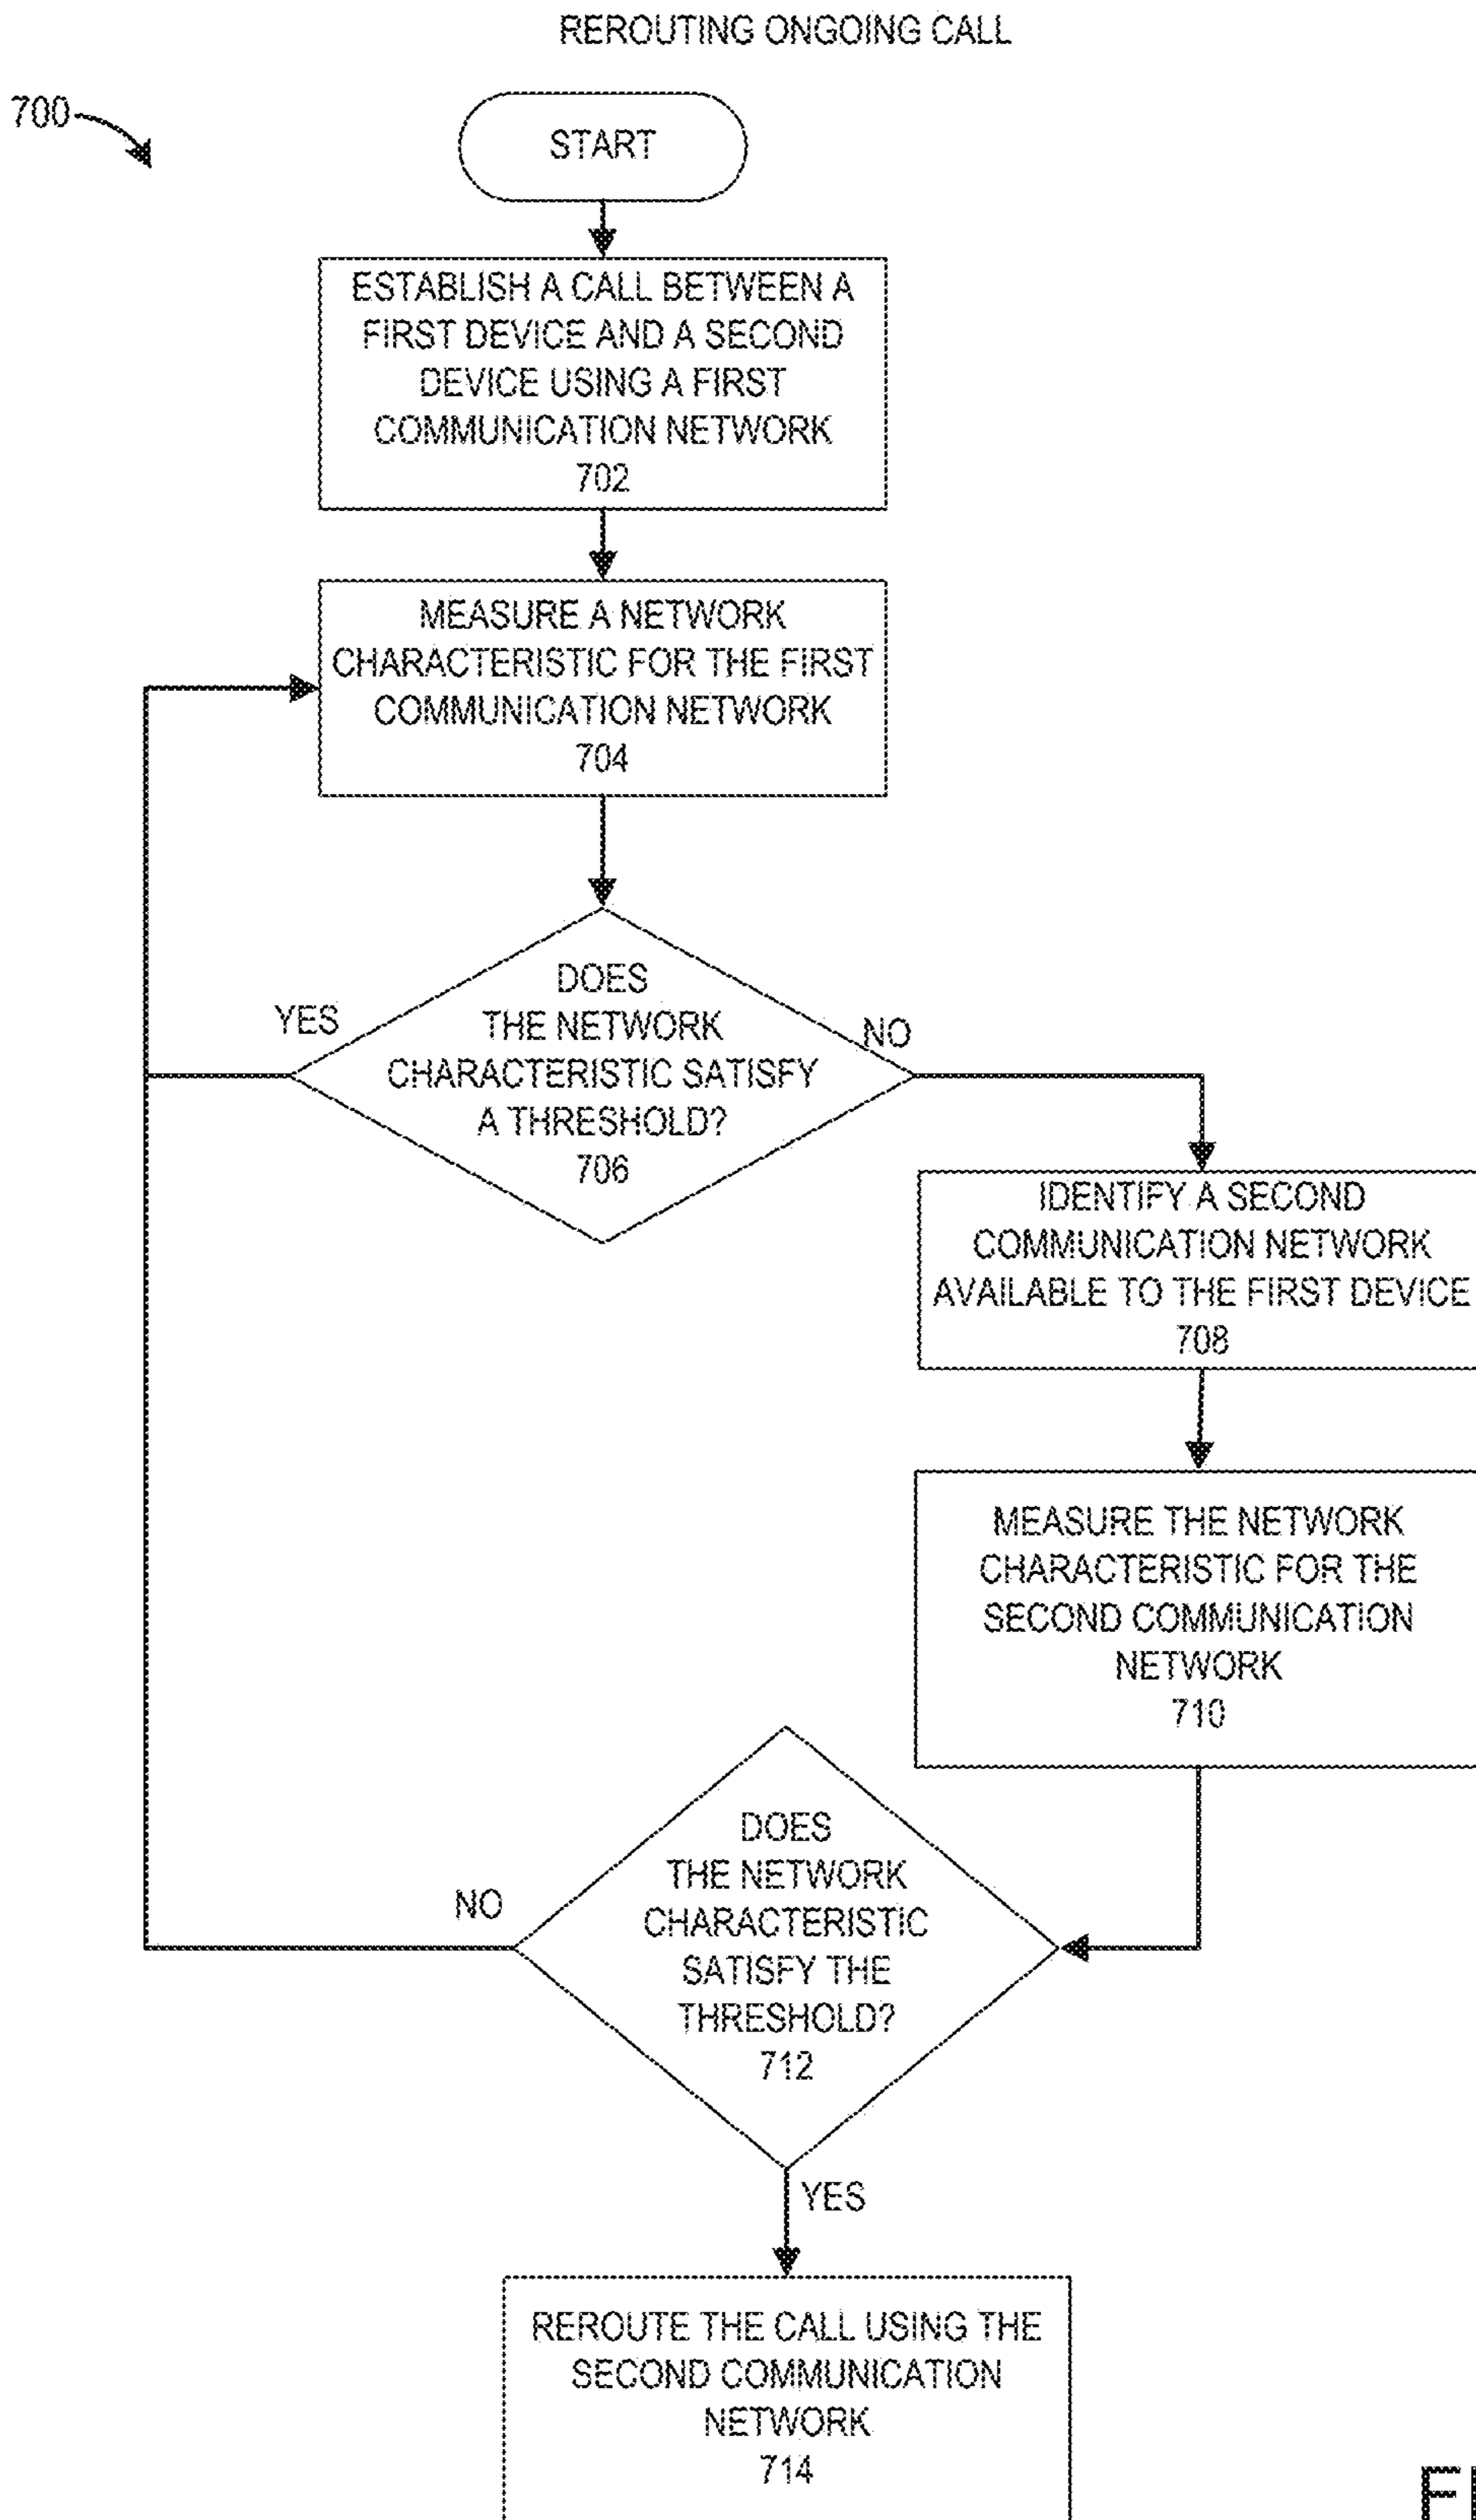 REROUTING ONGOING CALL
700
START
ESTABLISH A CALL BETWEEN A
FIRST DEVICE AND A SECOND
DEVICE USING A FIRST
COMMUNICATION NETWORK
702
MEASURE A NETWORK
CHARACTERISTIC FOR THE FIRST
COMMUNICATION NETWORK
704
DOES
THE NETWORK
CHARACTERISTIC SATISFY
A THRESHOLD?
706
YES
NO
IDENTIFY A SECOND
COMMUNICATION NETWORK
AVAILABLE TO THE FIRST DEVICE
708
MEASURE THE NETWORK
CHARACTERISTIC FOR THE
SECOND COMMUNICATION
NETWORK
710
DOES
THE NETWORK
CHARACTERISTIC
SATISFY THE
THRESHOLD?
712
NO
YES
REROUTE THE CALL USING THE
SECOND COMMUNICATION
NETWORK
714